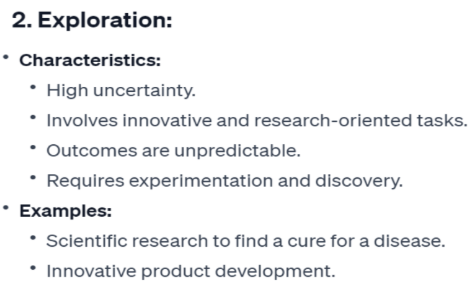 2. Exploration:
• Characteristics:
• High uncertainty.
• Involves innovative and research-oriented tasks.
• Outcomes are unpredictable.
• Requires experimentation and discovery.
• Examples:
• Scientific research to find a cure for a disease.
• Innovative product development.